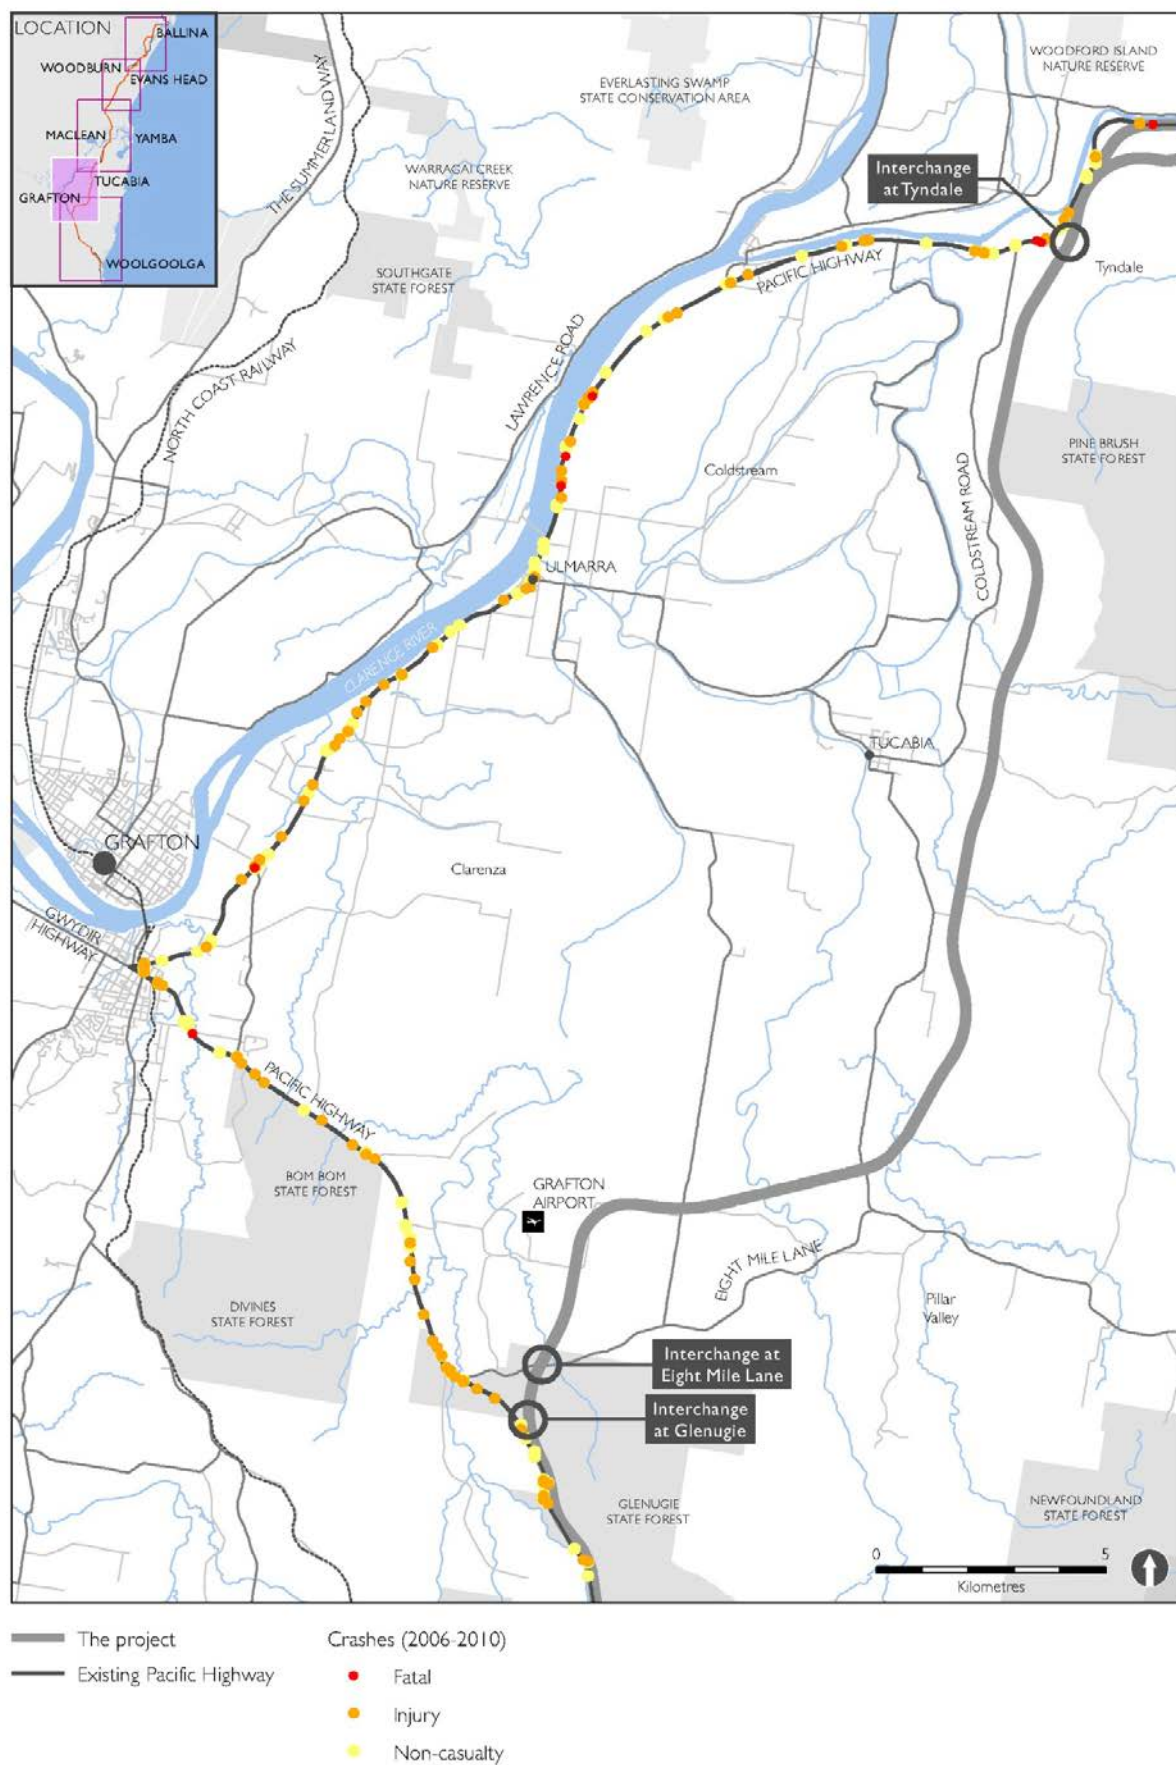 LOCATION
BALLINA
WOODBURN
EVANS HEAD
MACLEAN
YAMBA
TUCABIA
GRAFTON
WOOLGOOLGA
THE SUMMERLAND WAY
EVERLASTING SWAMP
STATE CONSERVATION AREA
WOODFORD ISLAND
NATURE RESERVE
WARRAGAI CREEK
NATURE RESERVE
Interchange
at Tyndale
SOUTHGATE
STATE FOREST
PACIFIC HIGHWAY
Tyndale
LAWRENCE ROAD
NORTH COAST RAILWAY
PINE BRUSH
STATE FOREST
Coldstream
COLDSTREAM ROAD
ULMARRA
CLARENCE RIVER
TUCABIA
GRAFTON
Clarenza
GWYDIR
HIGHWAY
PACIFIC HIGHWAY
BOM BOM
STATE FOREST
GRAFTON
AIRPORT
EIGHT MILE LANE
Pillar
Valley
DIVINES
STATE FOREST
Interchange at
Eight Mile Lane
Interchange
at Glenugie
GLENUGIE
STATE FOREST
NEWFOUNDLAND
STATE FOREST
0 5
Kilometres
The project
Existing Pacific Highway
Crashes (2006-2010)
Fatal
Injury
Non-casualty